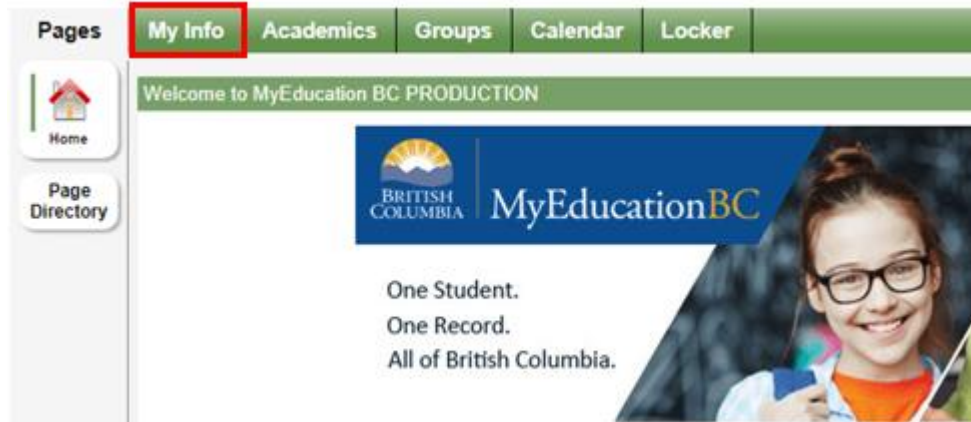 Pages My Info Academics Groups Calendar Locker
Welcome to MyEducation BC PRODUCTION
Home
Page
Directory
BRITISH
COLUMBIA
MyEducationBC
One Student.
One Record.
All of British Columbia.